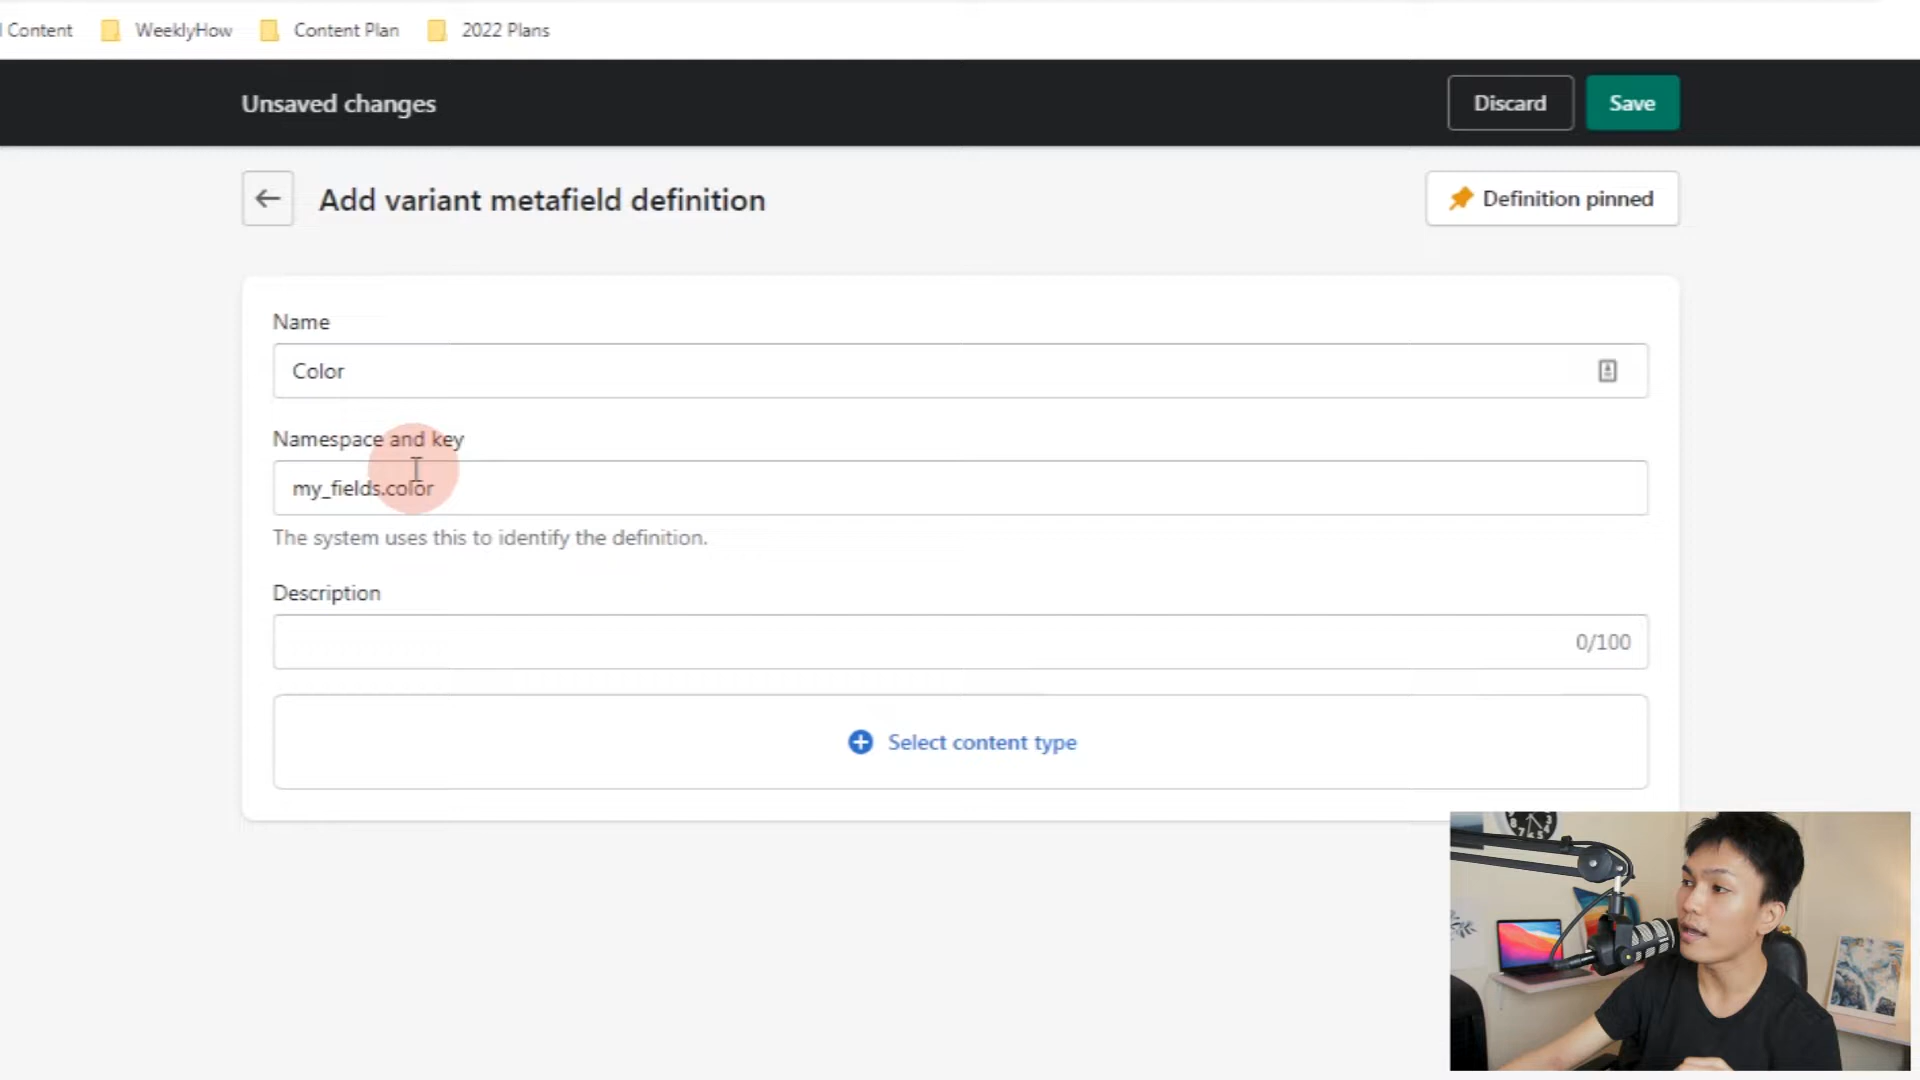 l Content WeeklyHow Content Plan 2022 Plans
Unsaved changes Discard Save
Add variant metafield definition Definition pinned
Name
Color
Namespace and key
my_fields.color
The system uses this to identify the definition.
Description
0/100
Select content type